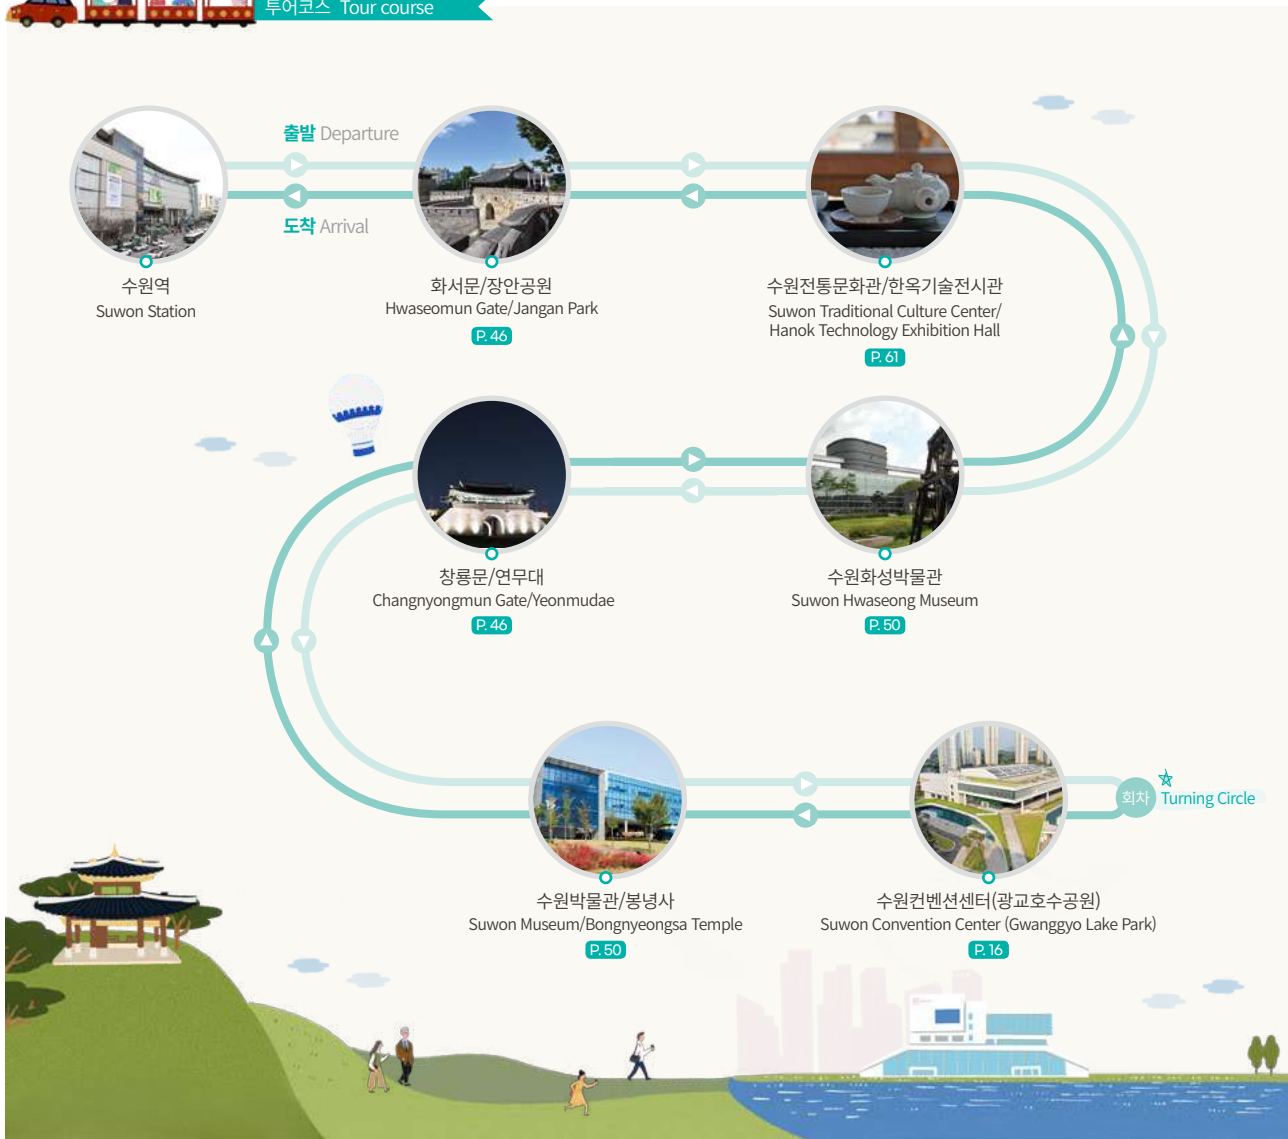 투어코스 Tour course
출발 Departure
도착 Arrival
수원역
Suwon Station
화서문/장안공원
Hwaseomun Gate/Jangan Park
P. 46
수원전통문화관/한옥기술전시관
Suwon Traditional Culture Center/
Hanok Technology Exhibition Hall
P. 61
창룡문/연무대
Changnyongmun Gate/Yeonmudae
P. 46
수원화성박물관
Suwon Hwaseong Museum
P. 50
수원박물관/봉녕사
Suwon Museum/Bongnyeongsa Temple
P. 50
수원컨벤션센터(광교호수공원)
Suwon Convention Center (Gwanggyo Lake Park)
P. 16
회차 Turning Circle